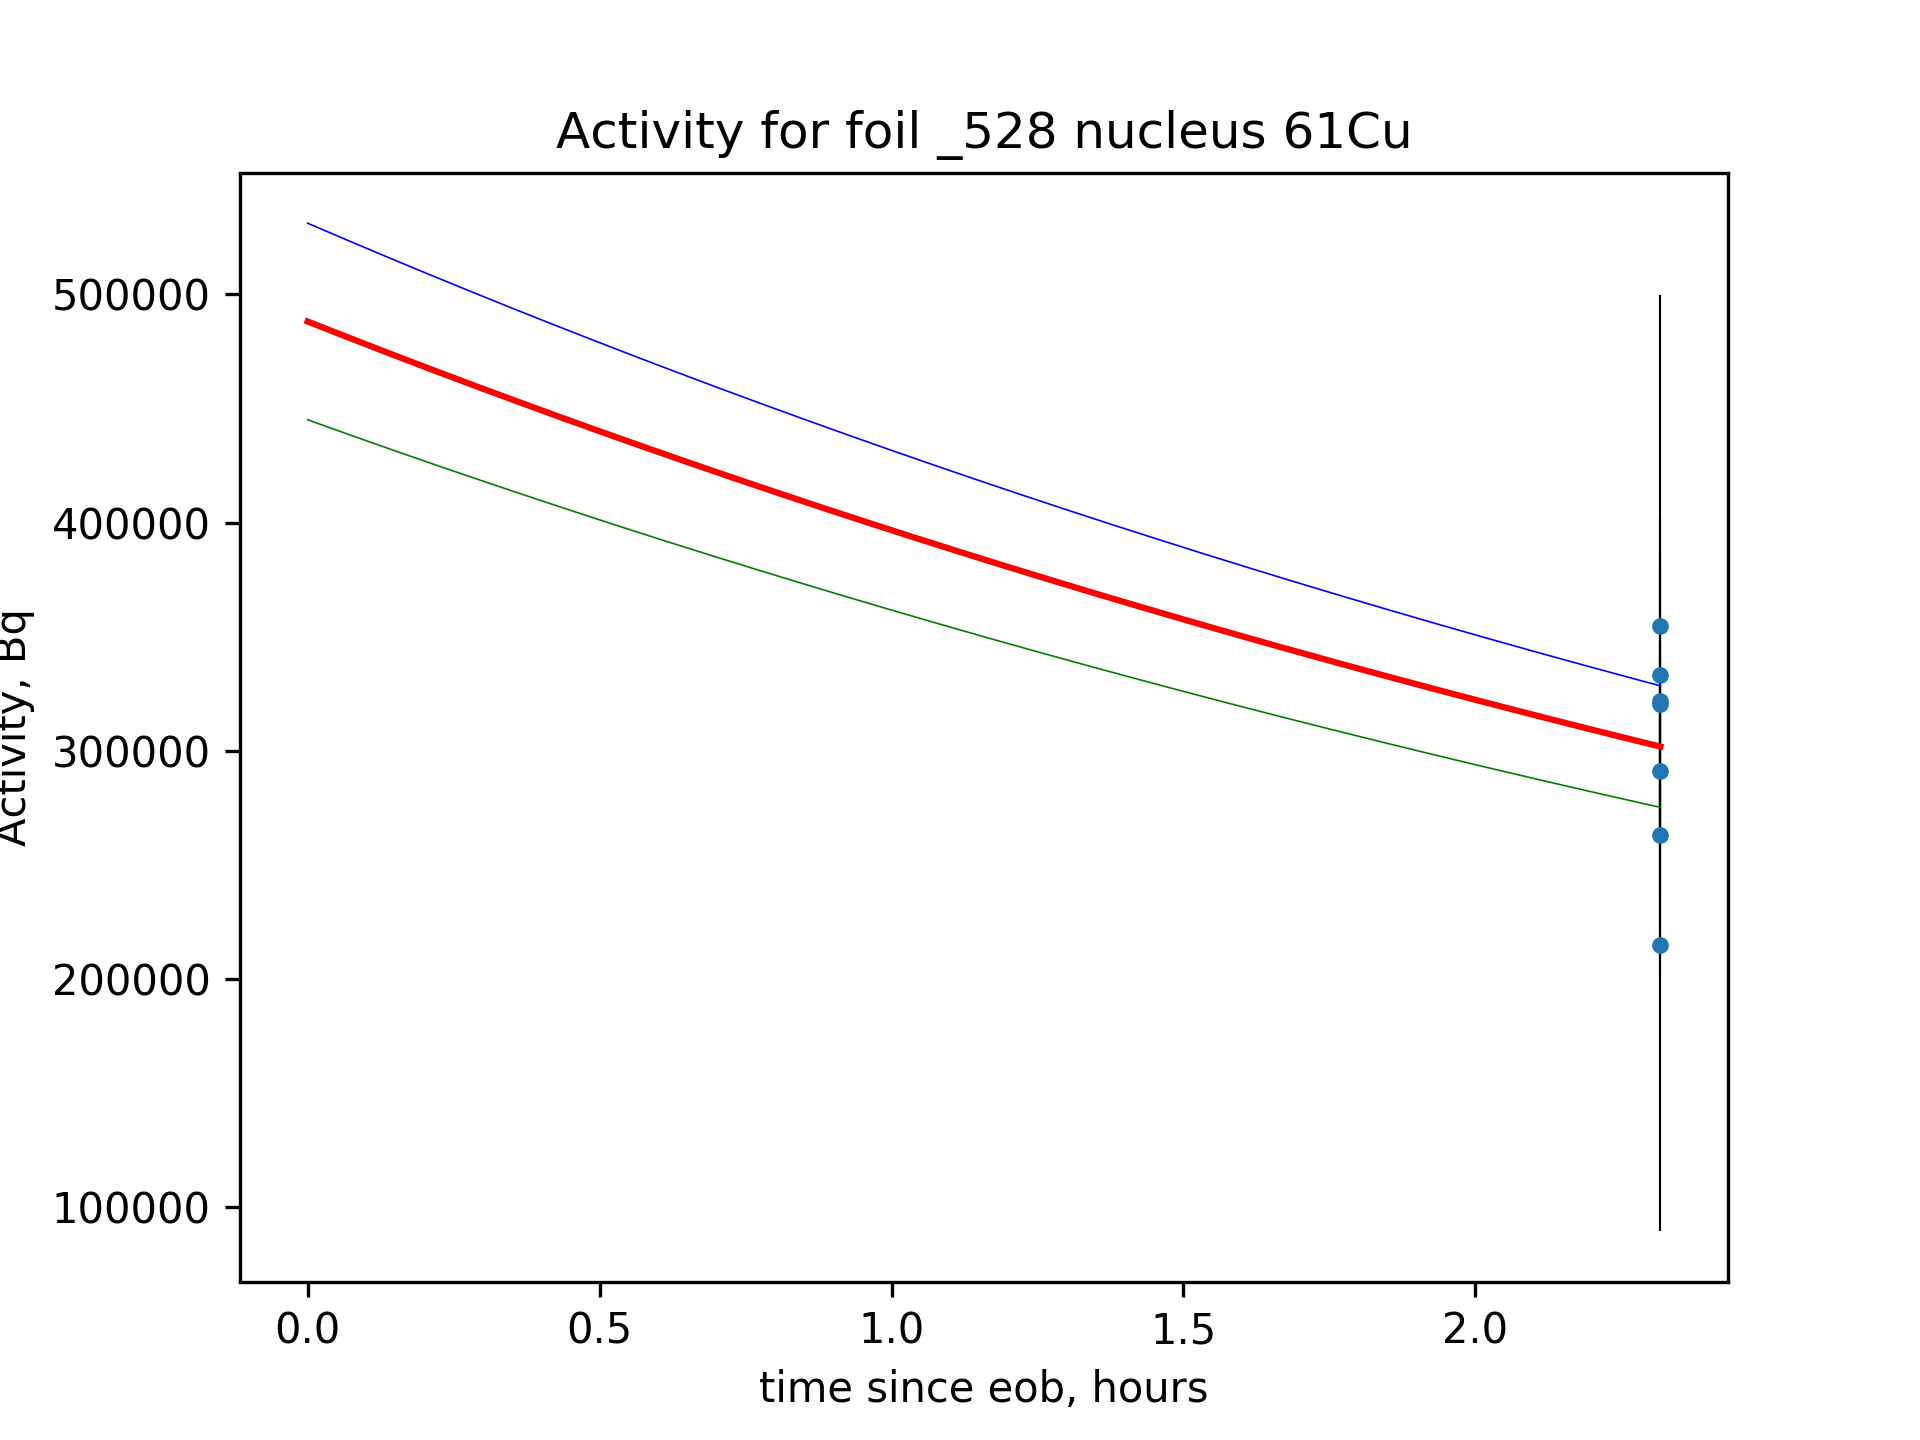 Activity for foil _528 nucleus 61Cu
Activity, Bq
500000
400000
300000
200000
100000
0.0 0.5 1.0 1.5 2.0
time since eob, hours